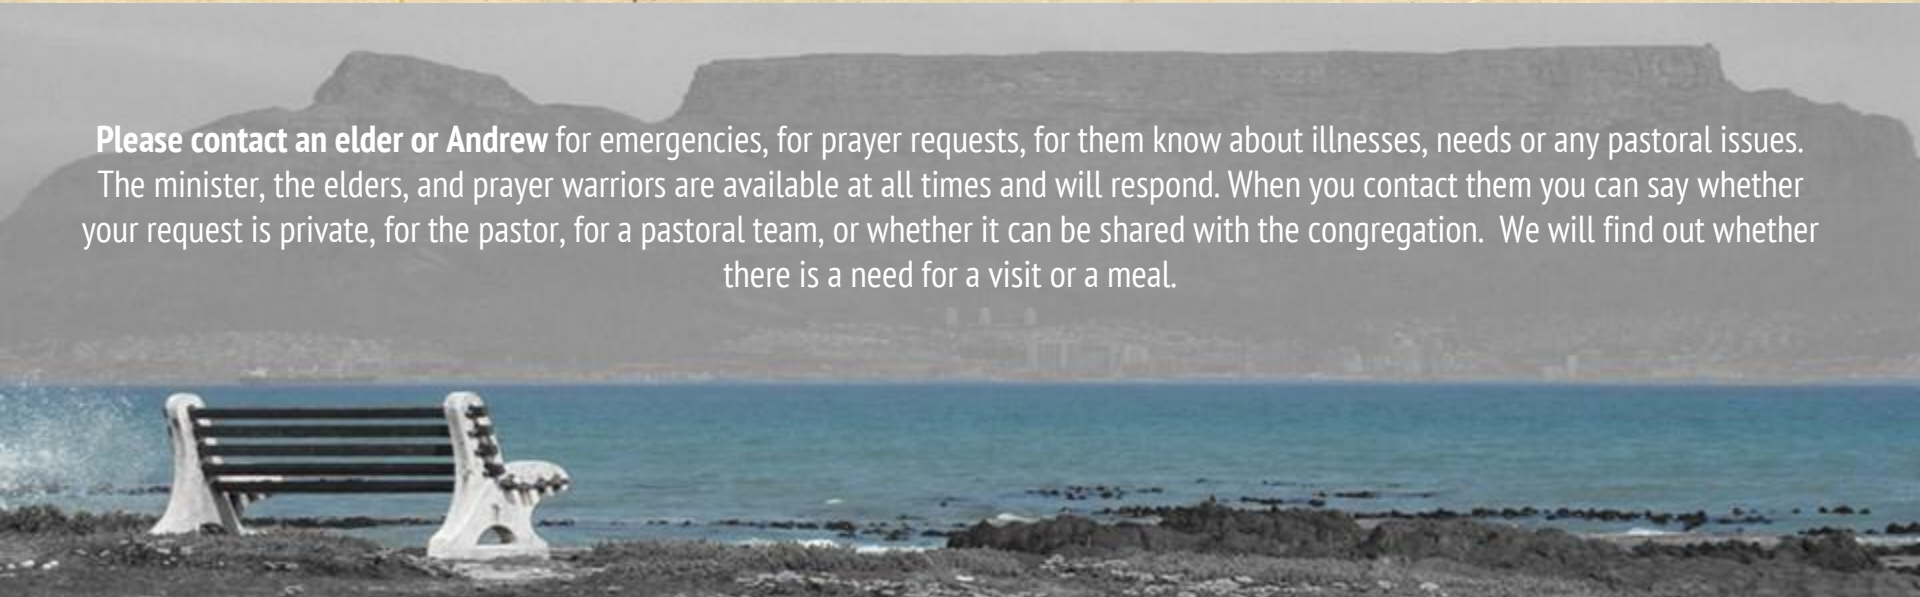 Please contact an elder or Andrew for emergencies, for prayer requests, for them know about illnesses, needs or any pastoral issues.
The minister, the elders, and prayer warriors are available at all times and will respond. When you contact them you can say whether
your request is private, for the pastor, for a pastoral team, or whether it can be shared with the congregation.  We will find out whether
there is a need for a visit or a meal.